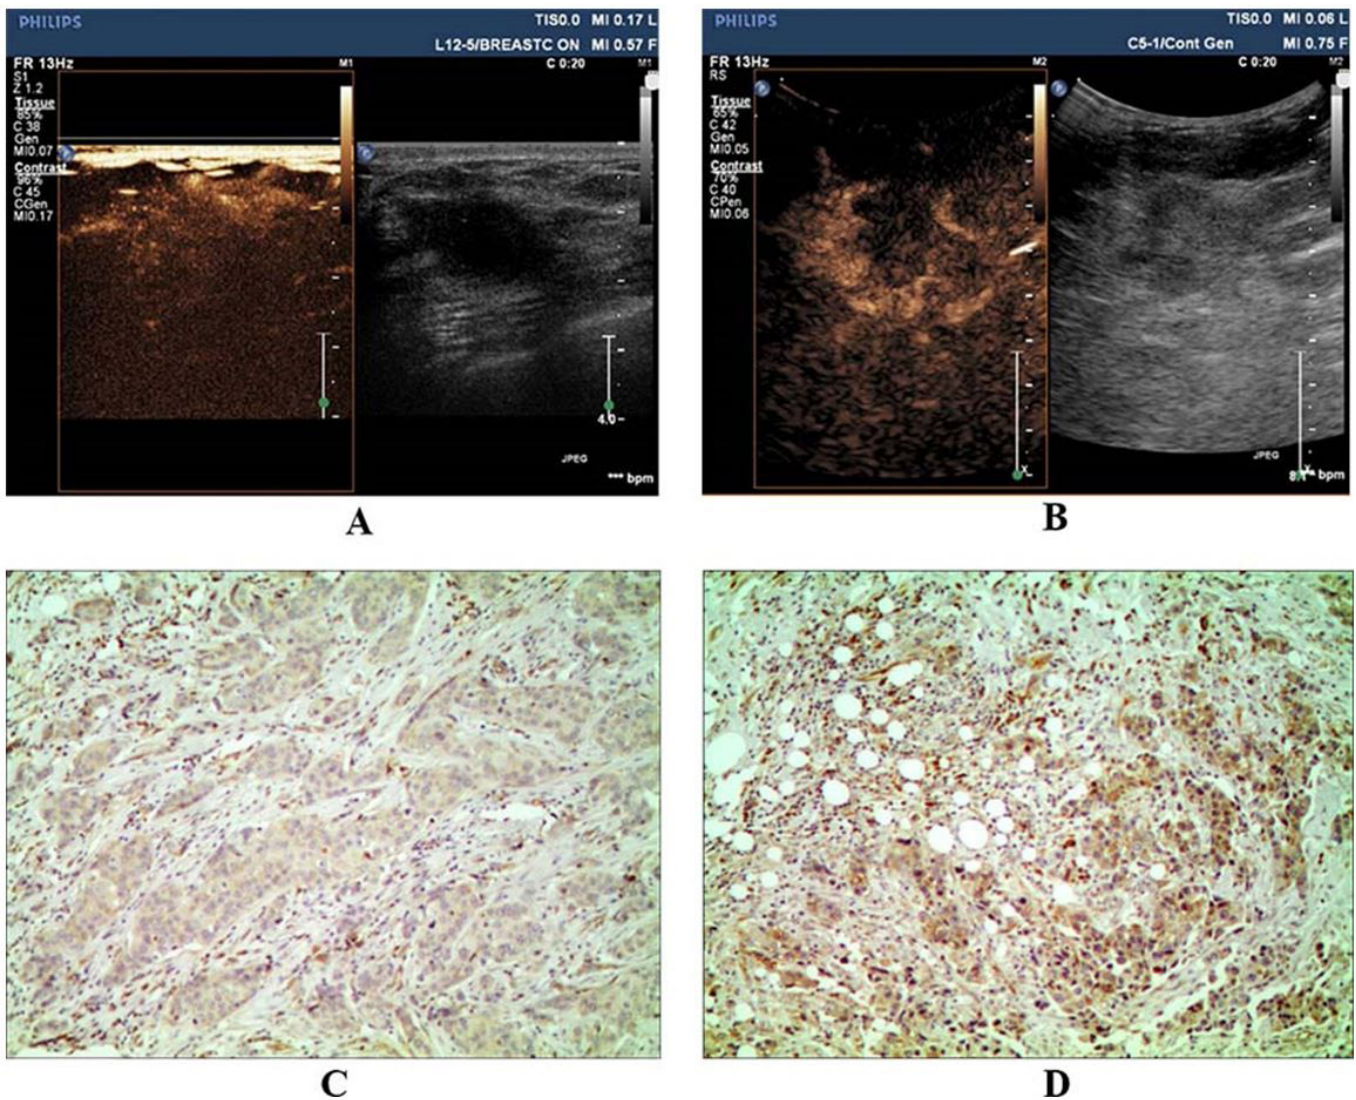 PHILIPS
TIS0.0 MI 0.17 L
L12-5/BREASTC ON MI 0.57 F
FR 13Hz
C 0:20
M1
M1
S1
Z 1.2
Tissue
85%
C 38
Gen
MI0.07
Contrast
96%
C 45
CGen
MI0.17
4.0
JPEG
*** bpm
A
PHILIPS
TIS0.0 MI 0.06 L
C5-1/Cont Gen MI 0.75 F
FR 13Hz
C 0:20
M2
M2
RS
Tissue
65%
C 42
Gen
MI0.05
Contrast
70%
C 40
CPen
MI0.06
X
JPEG
bpm
B
C
D